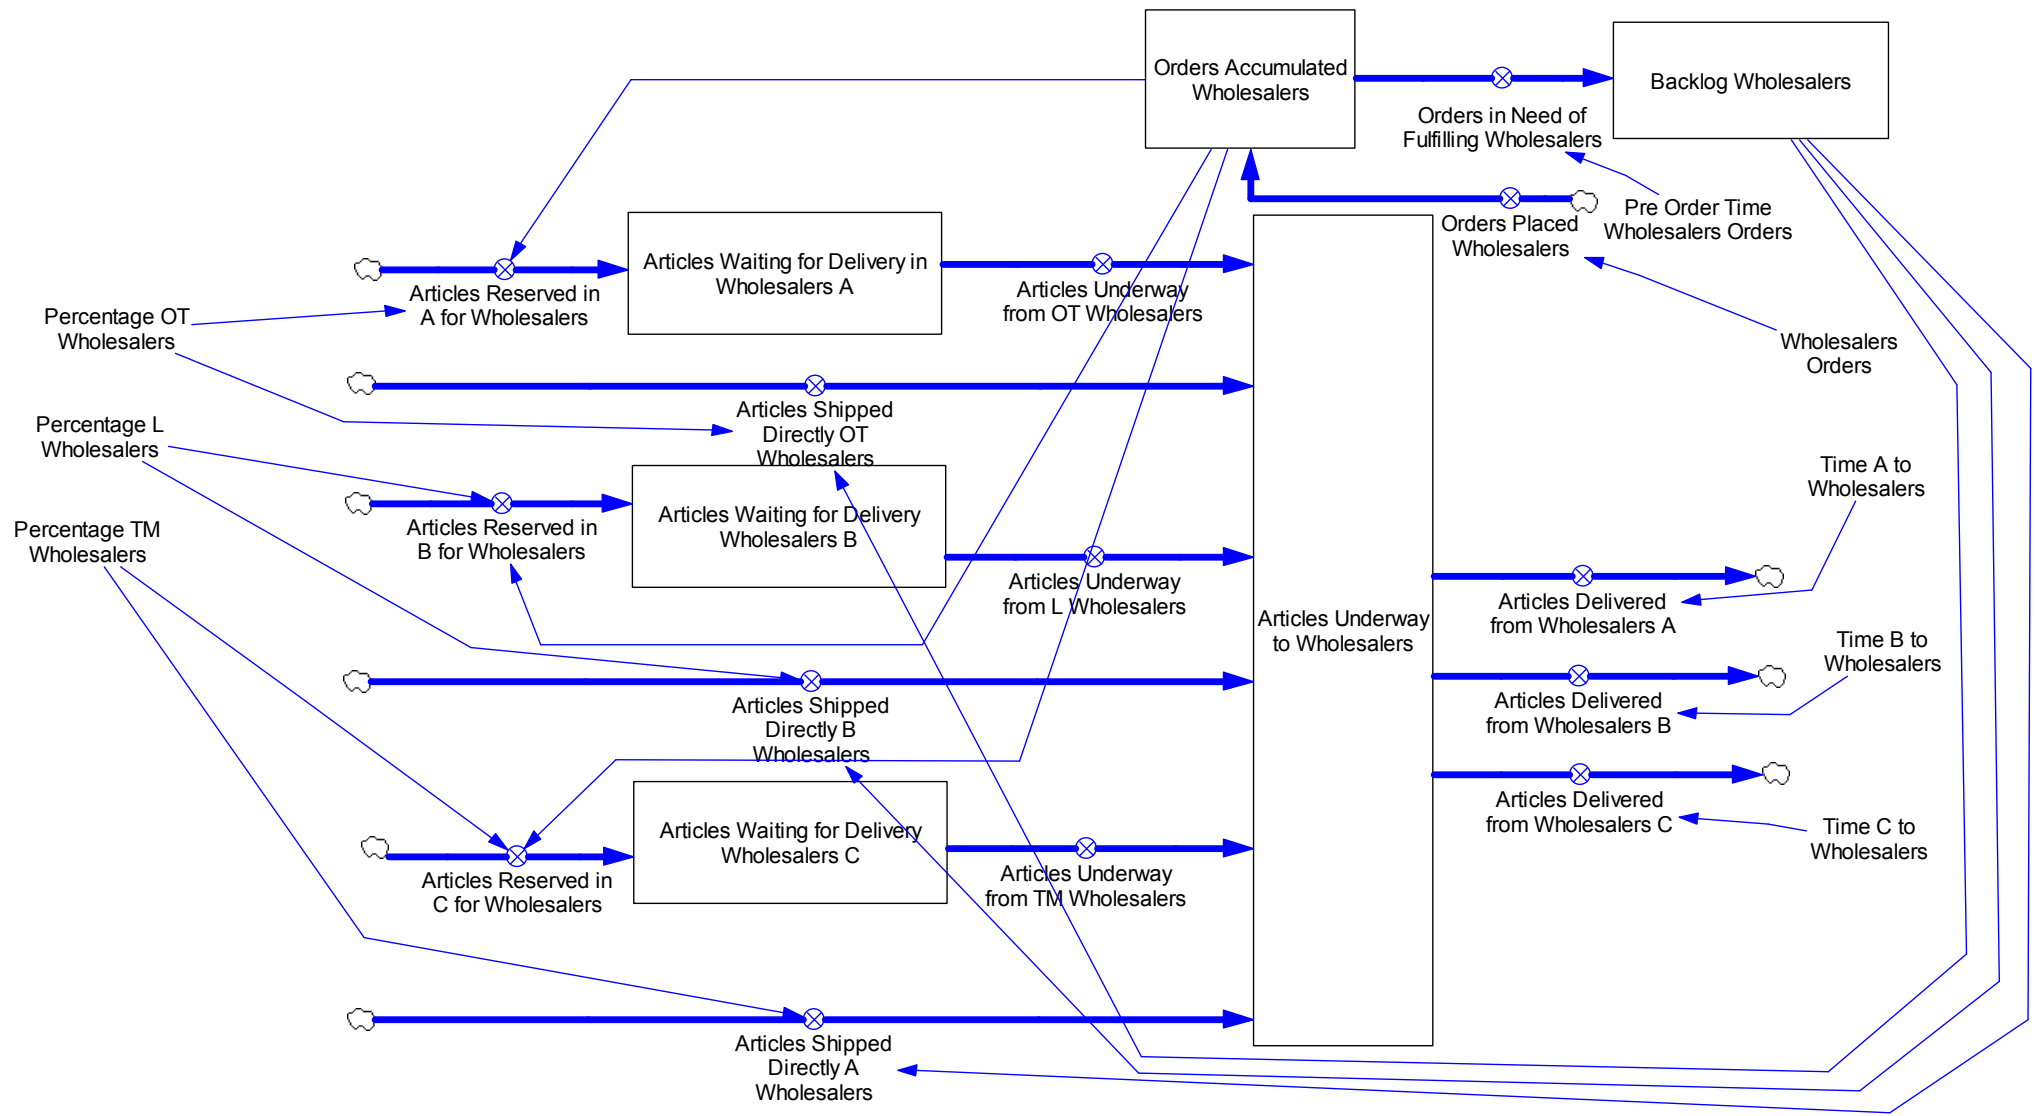 Orders Accumulated
Wholesalers
Backlog Wholesalers
Orders in Need of
Fulfilling Wholesalers
Pre Order Time
Wholesalers Orders
Orders Placed
Wholesalers
Wholesalers
Orders
Articles Waiting for Delivery in
Wholesalers A
Articles Reserved in
A for Wholesalers
Articles Underway
from OT Wholesalers
Percentage OT
Wholesalers
Articles Shipped
Directly OT
Wholesalers
Percentage L
Wholesalers
Articles Waiting for Delivery
Wholesalers B
Articles Reserved in
B for Wholesalers
Percentage TM
Wholesalers
Articles Underway
from L Wholesalers
Time A to
Wholesalers
Articles Underway
to Wholesalers
Articles Delivered
from Wholesalers A
Time B to
Wholesalers
Articles Shipped
Directly B
Wholesalers
Articles Delivered
from Wholesalers B
Articles Delivered
from Wholesalers C
Time C to
Wholesalers
Articles Waiting for Delivery
Wholesalers C
Articles Reserved in
C for Wholesalers
Articles Underway
from TM Wholesalers
Articles Shipped
Directly A
Wholesalers